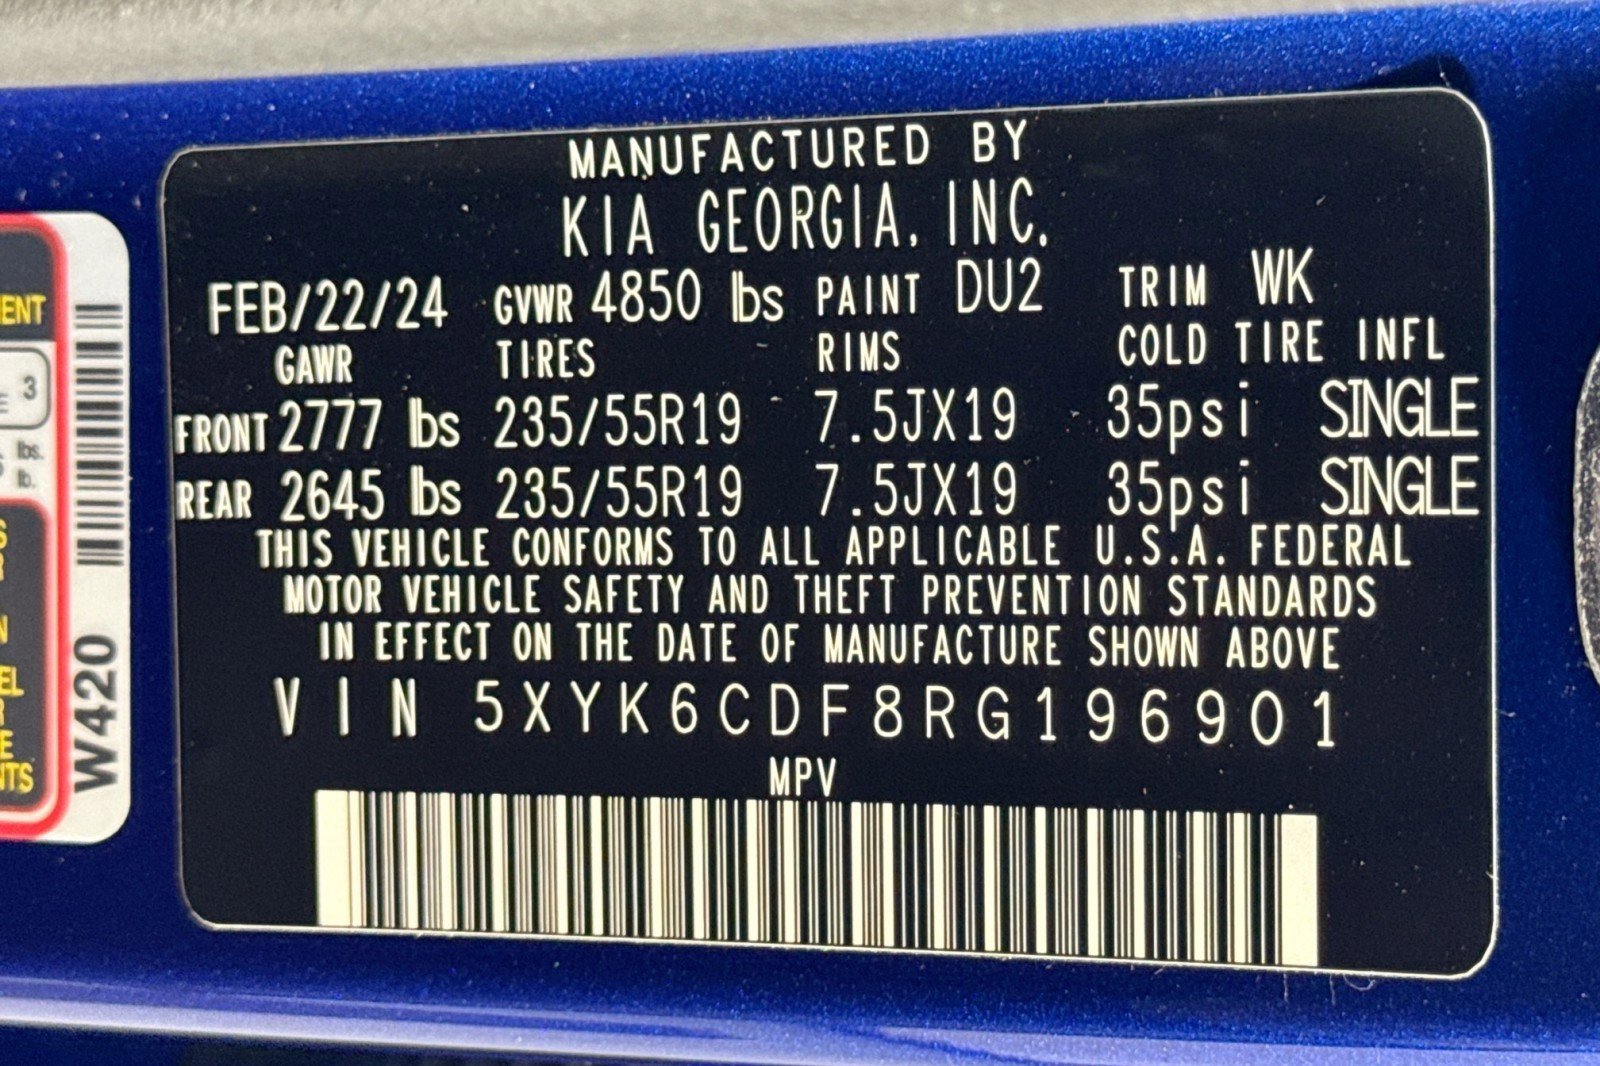 MANUFACTURED BY
KIA GEORGIA, INC.
FEB/22/24 GVWR 4850 lbs PAINT DU2 TRIM WK
GAWR TIRES RIMS COLD TIRE INFL
FRONT 2777 lbs 235/55R19 7.5JX19 35psi SINGLE
REAR 2645 lbs 235/55R19 7.5JX19 35psi SINGLE
THIS VEHICLE CONFORMS TO ALL APPLICABLE U.S.A. FEDERAL
MOTOR VEHICLE SAFETY AND THEFT PREVENTION STANDARDS
IN EFFECT ON THE DATE OF MANUFACTURE SHOWN ABOVE
VIN 5XYK6CDF8RG196901
MPV
W420
3
lbs.
lb.